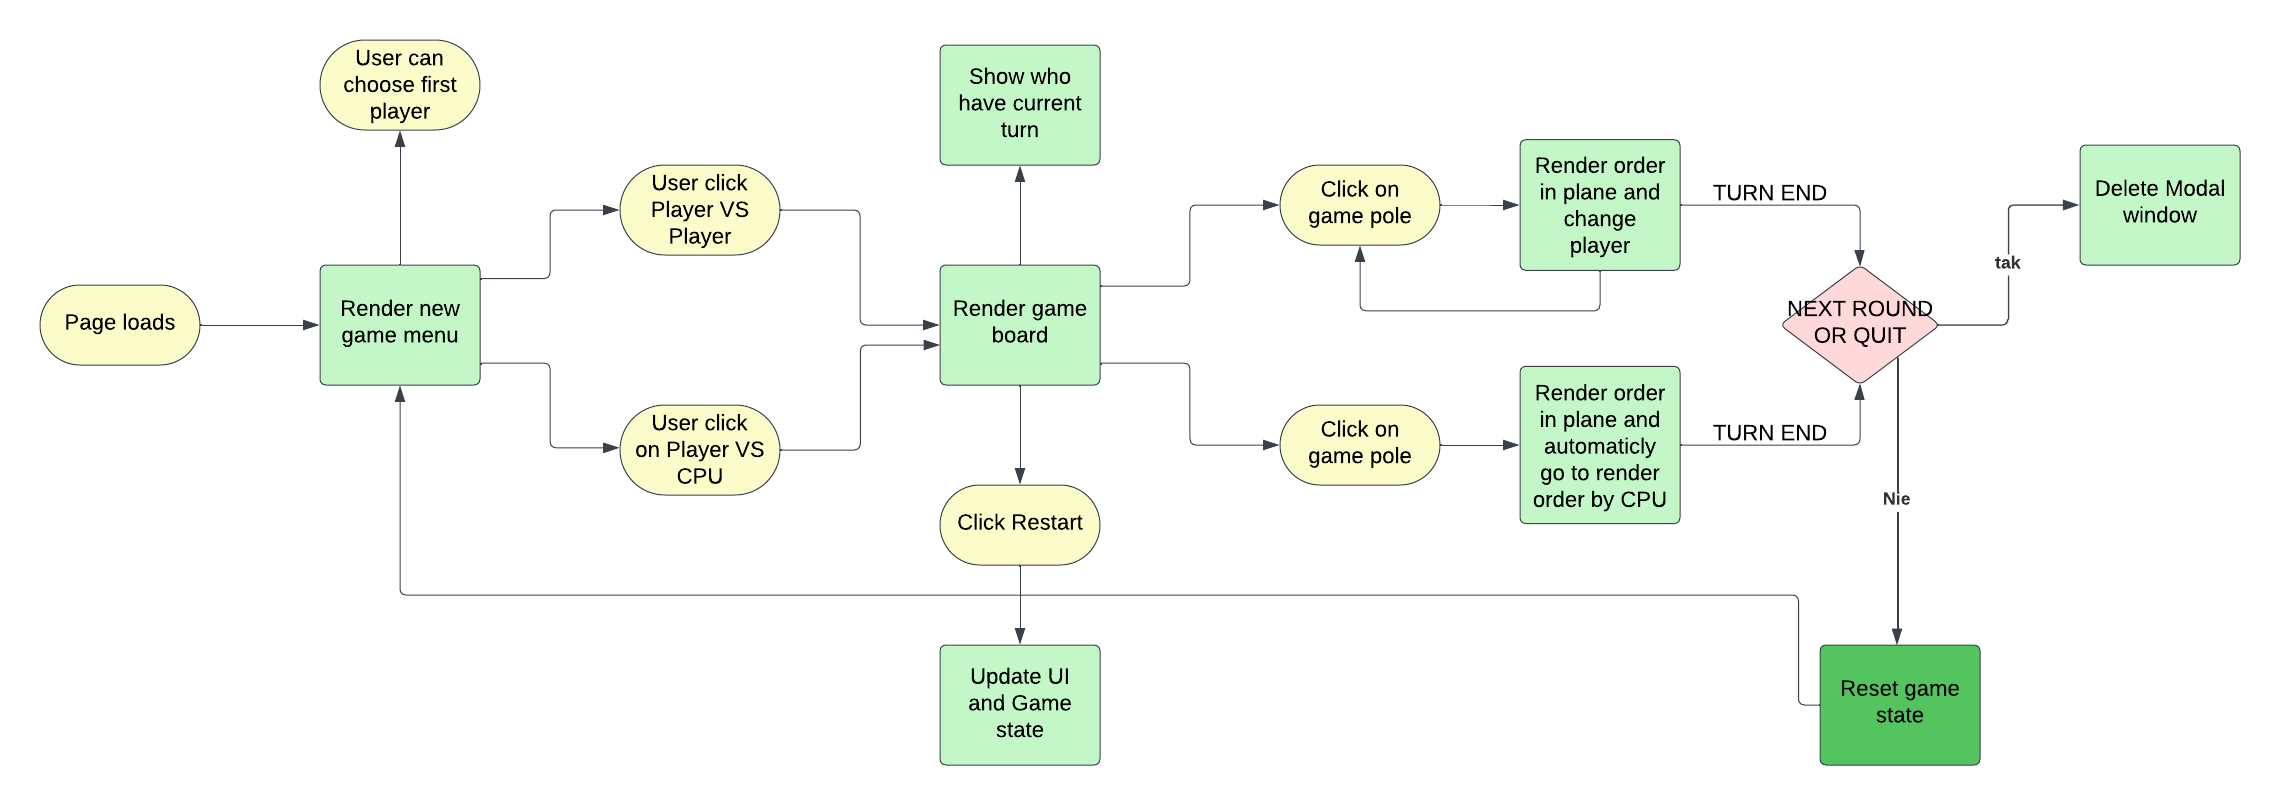 User can
choose first
player
Show who
have current
turn
User click
Player VS
Player
Click on
game pole
Render order
in plane and
change
player
TURN END
Delete Modal
window
tak
Page loads
Render new
game menu
Render game
board
NEXT ROUND
OR QUIT
User click
on Player VS
CPU
Click on
game pole
Render order
in plane and
automaticly
go to render
order by CPU
TURN END
Nie
Click Restart
Update UI
and Game
state
Reset game
state